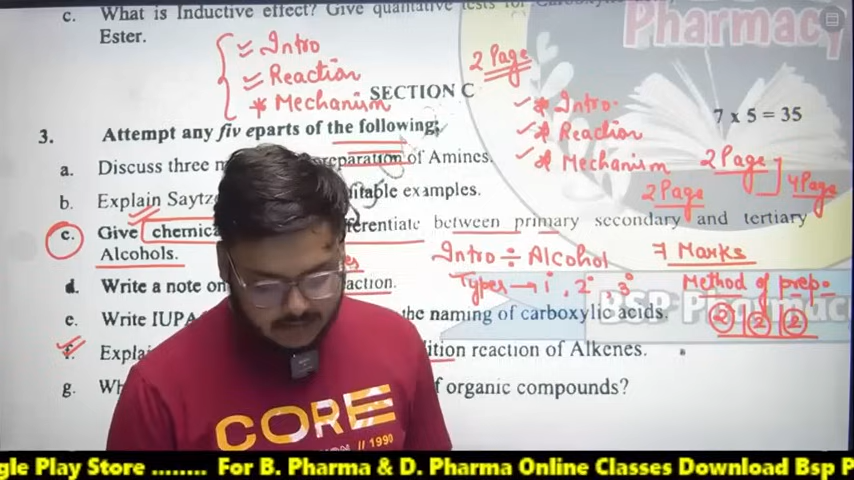 c. What is Inductive effect? Give qualitative tests for
Ester.
Intro
Reaction
* Mechanism
2 Page
Pharmacy
SECTION C
* Intro.
* Reaction
* Mechanism
7 x 5 = 35
2 Page
2 Page
4 Page
3. Attempt any five parts of the following;
a. Discuss three preparation of Amines.
b. Explain Saytz suitable examples.
c. Give chemica between primary secondary and tertiary
Alcohols.
Intro ÷ Alcohol
7 Marks
Types → 1° , 2° 3°
Method of prep.
2 2 2
d. Write a note on action.
BSP Pharmacy
e. Write IUPA the naming of carboxylic acids.
f. Expla ition reaction of Alkenes.
g. Wh of organic compounds?
CORE
// 1990
gle Play Store ........ For B. Pharma & D. Pharma Online Classes Download Bsp P